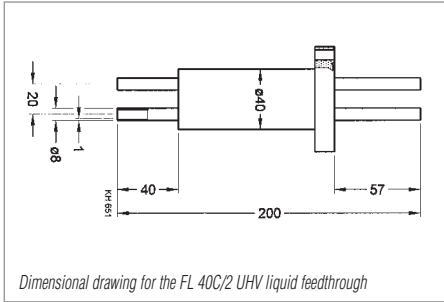 20
ø8
1
ø40
KH 651
40
57
200
Dimensional drawing for the FL 40C/2 UHV liquid feedthrough